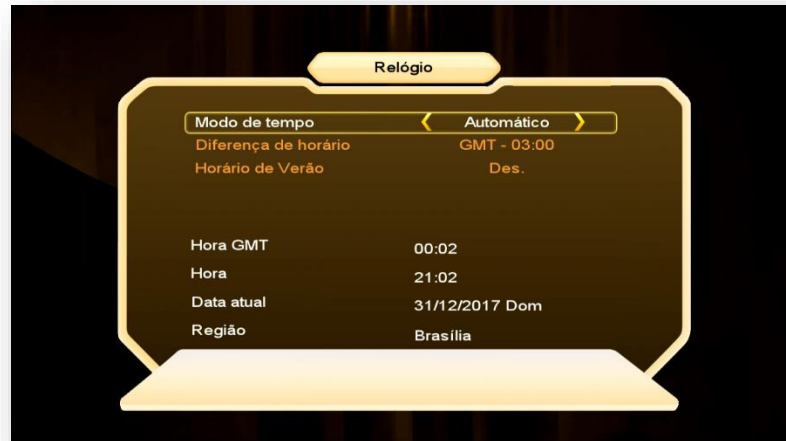 Relógio
Modo de tempo Automático
Diferença de horário GMT - 03:00
Horário de Verão Des.
Hora GMT 00:02
Hora 21:02
Data atual 31/12/2017 Dom
Região Brasília